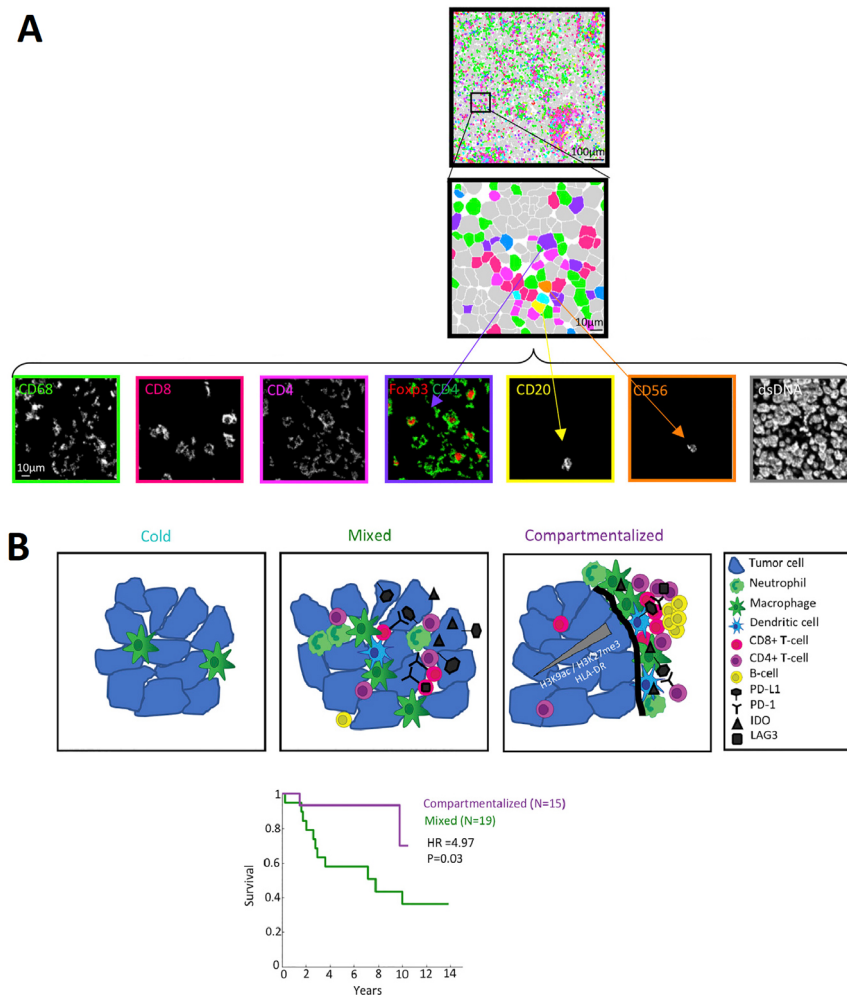 A
100µm
10µm
CD68
CD8
CD4
Foxp3 CD4
CD20
CD56
dsDNA
10µm
B
Cold
Mixed
Compartmentalized
H3K9ac / H3K27me3
HLA-DR
Tumor cell
Neutrophil
Macrophage
Dendritic cell
CD8+ T-cell
CD4+ T-cell
B-cell
PD-L1
PD-1
IDO
LAG3
Compartmentalized (N=15)
Mixed (N=19)
HR =4.97
P=0.03
Survival
1
0.8
0.6
0.4
0.2
0
0 2 4 6 8 10 12 14
Years